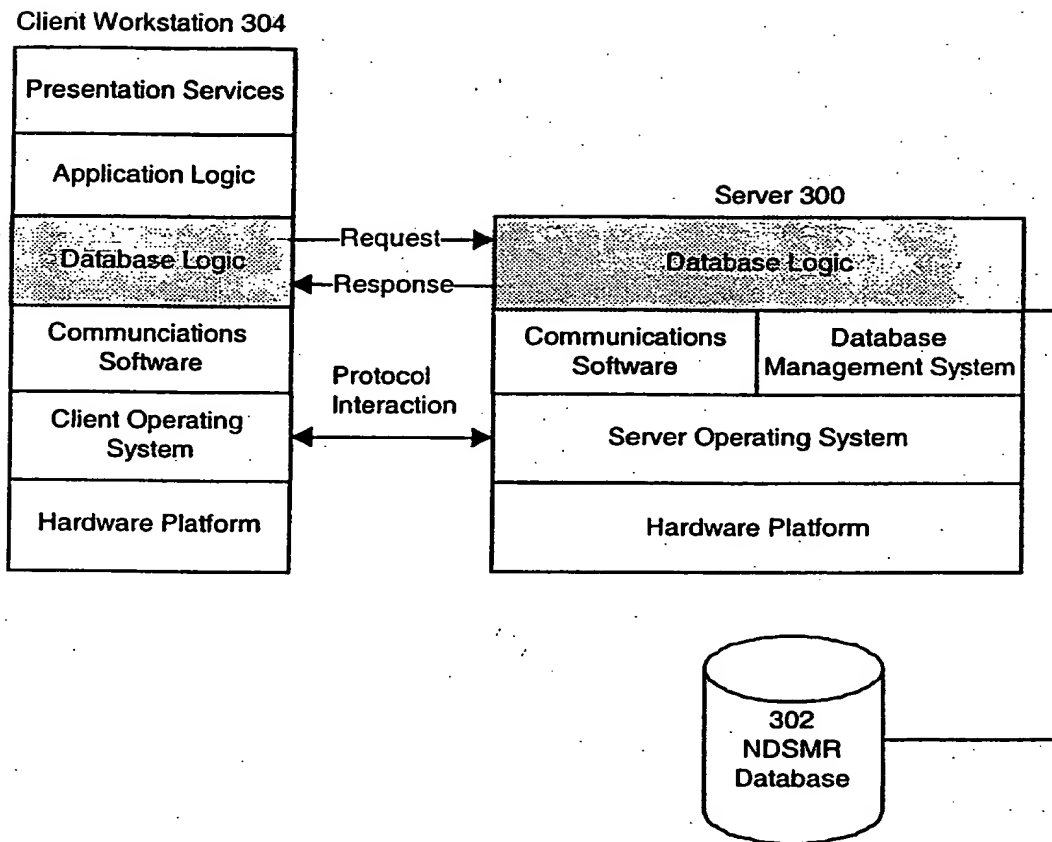 Client Workstation 304
Presentation Services
Application Logic
Database Logic
Communciations
Software
Client Operating
System
Hardware Platform
Request
Response
Protocol
Interaction
Server 300
Database Logic
Communications
Software
Database
Management System
Server Operating System
Hardware Platform
302
NDSMR
Database